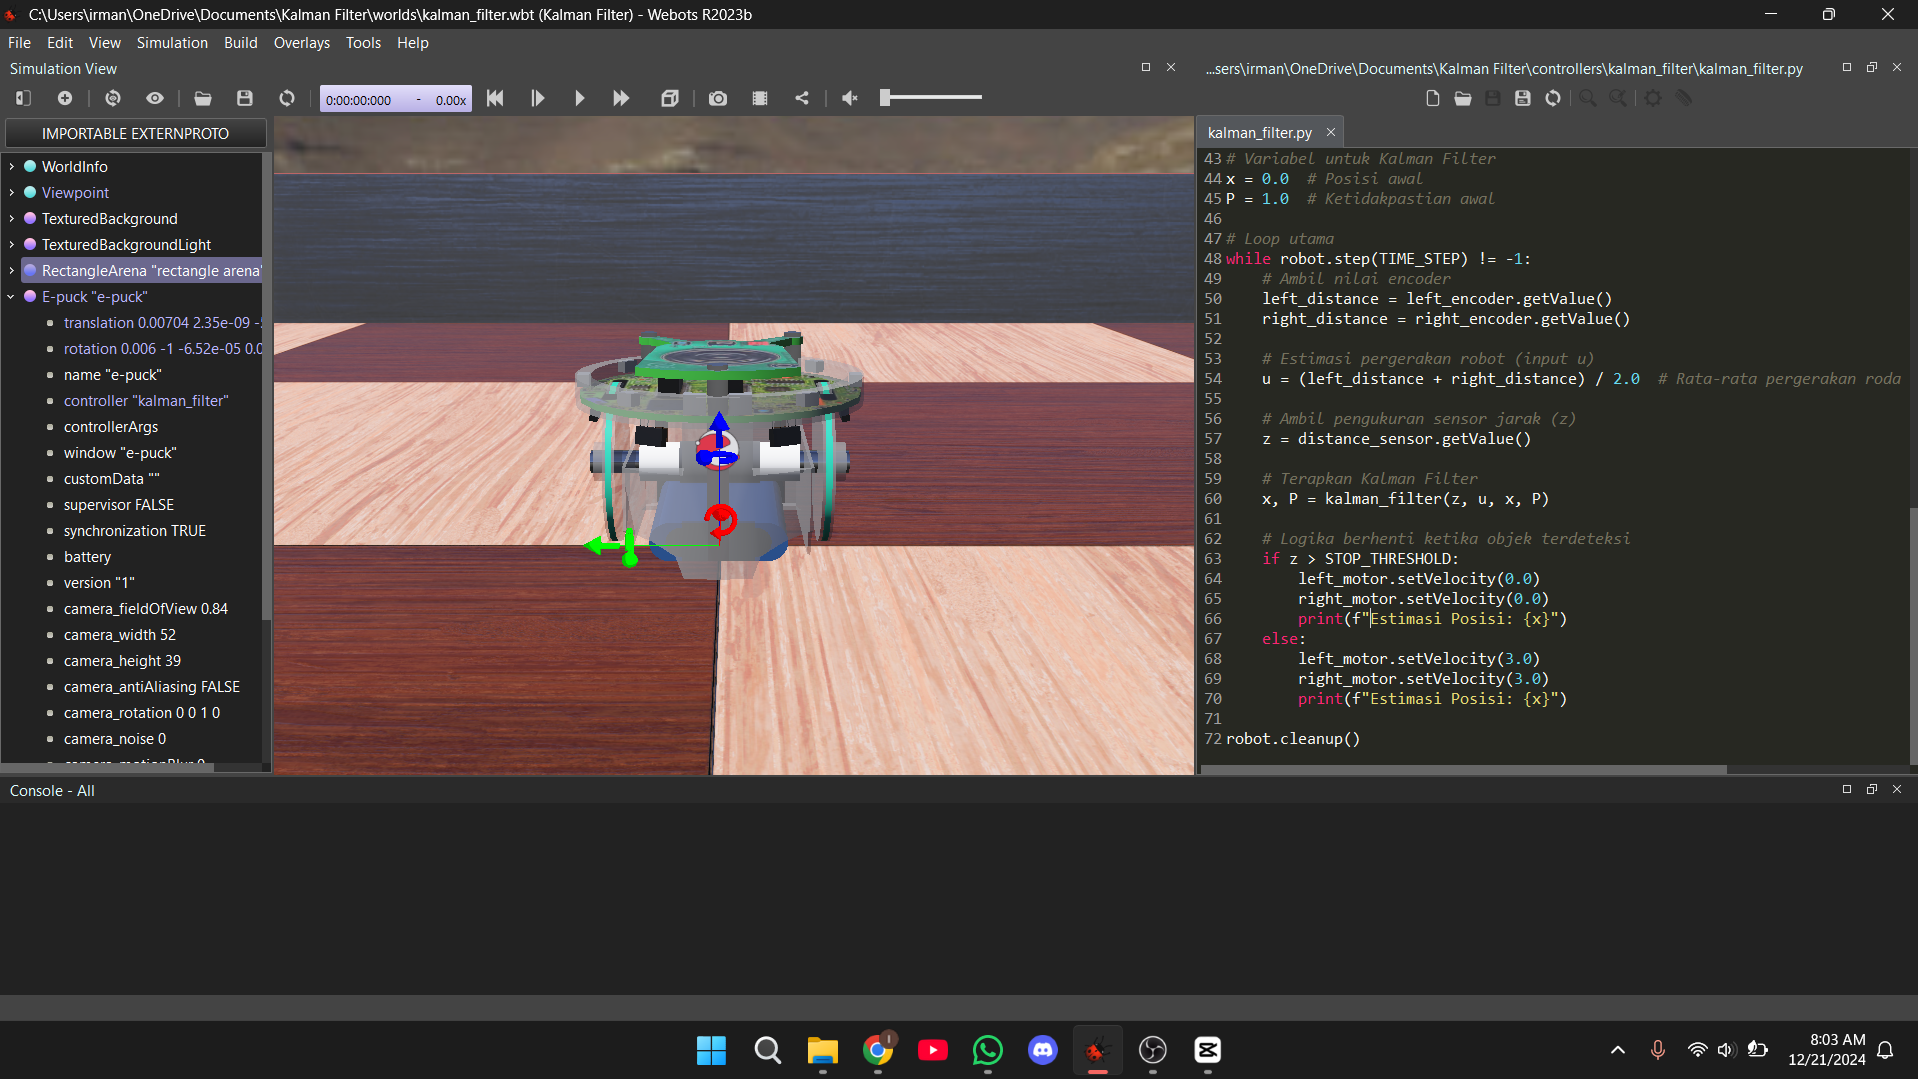 C:\Users\irman\OneDrive\Documents\Kalman Filter\worlds\kalman_filter.wbt (Kalman Filter) - Webots R2023b
File Edit View Simulation Build Overlays Tools Help
Simulation View
0:00:00:000 - 0.00x
IMPORTABLE EXTERNPROTO
WorldInfo
Viewpoint
TexturedBackground
TexturedBackgroundLight
RectangleArena "rectangle arena"
E-puck "e-puck"
translation 0.00704 2.35e-09 -
rotation 0.006 -1 -6.52e-05 0.0
name "e-puck"
controller "kalman_filter"
controllerArgs
window "e-puck"
customData ""
supervisor FALSE
synchronization TRUE
battery
version "1"
camera_fieldOfView 0.84
camera_width 52
camera_height 39
camera_antiAliasing FALSE
camera_rotation 0 0 1 0
camera_noise 0
camera_motionBlur 0
...sers\irman\OneDrive\Documents\Kalman Filter\controllers\kalman_filter\kalman_filter.py
kalman_filter.py
43 # Variabel untuk Kalman Filter
44 x = 0.0  # Posisi awal
45 P = 1.0  # Ketidakpastian awal
46
47 # Loop utama
48 while robot.step(TIME_STEP) != -1:
49     # Ambil nilai encoder
50     left_distance = left_encoder.getValue()
51     right_distance = right_encoder.getValue()
52
53     # Estimasi pergerakan robot (input u)
54     u = (left_distance + right_distance) / 2.0  # Rata-rata pergerakan roda
55
56     # Ambil pengukuran sensor jarak (z)
57     z = distance_sensor.getValue()
58
59     # Terapkan Kalman Filter
60     x, P = kalman_filter(z, u, x, P)
61
62     # Logika berhenti ketika objek terdeteksi
63     if z > STOP_THRESHOLD:
64         left_motor.setVelocity(0.0)
65         right_motor.setVelocity(0.0)
66         print(f"Estimasi Posisi: {x}")
67     else:
68         left_motor.setVelocity(3.0)
69         right_motor.setVelocity(3.0)
70         print(f"Estimasi Posisi: {x}")
71
72 robot.cleanup()
Console - All
8:03 AM
12/21/2024